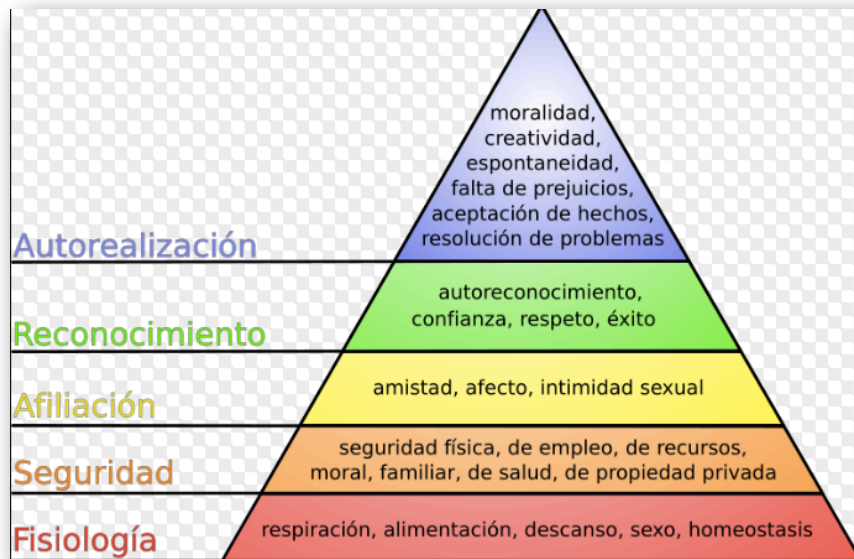 moralidad,
creatividad,
espontaneidad,
falta de prejuicios,
aceptación de hechos,
resolución de problemas
Autorealización
autoreconocimiento,
confianza, respeto, éxito
Reconocimiento
amistad, afecto, intimidad sexual
Afiliación
seguridad física, de empleo, de recursos,
moral, familiar, de salud, de propiedad privada
Seguridad
respiración, alimentación, descanso, sexo, homeostasis
Fisiología